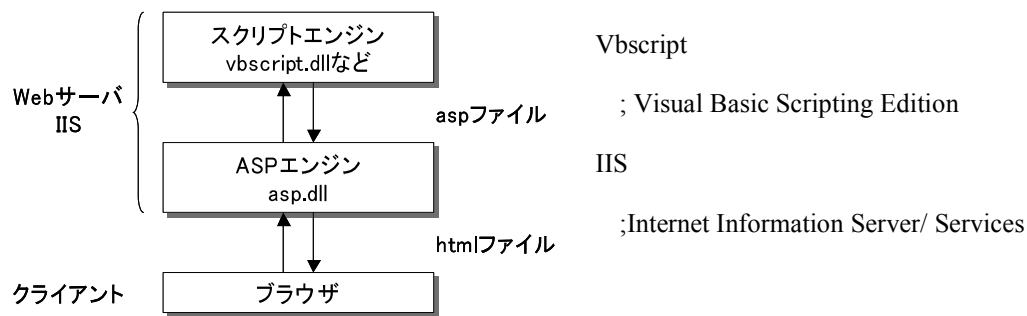 スクリプトエンジン
vbscript.dllなど
Webサーバ
IIS
aspファイル
ASPエンジン
asp.dll
htmlファイル
クライアント
ブラウザ
Vbscript
; Visual Basic Scripting Edition
IIS
;Internet Information Server/ Services